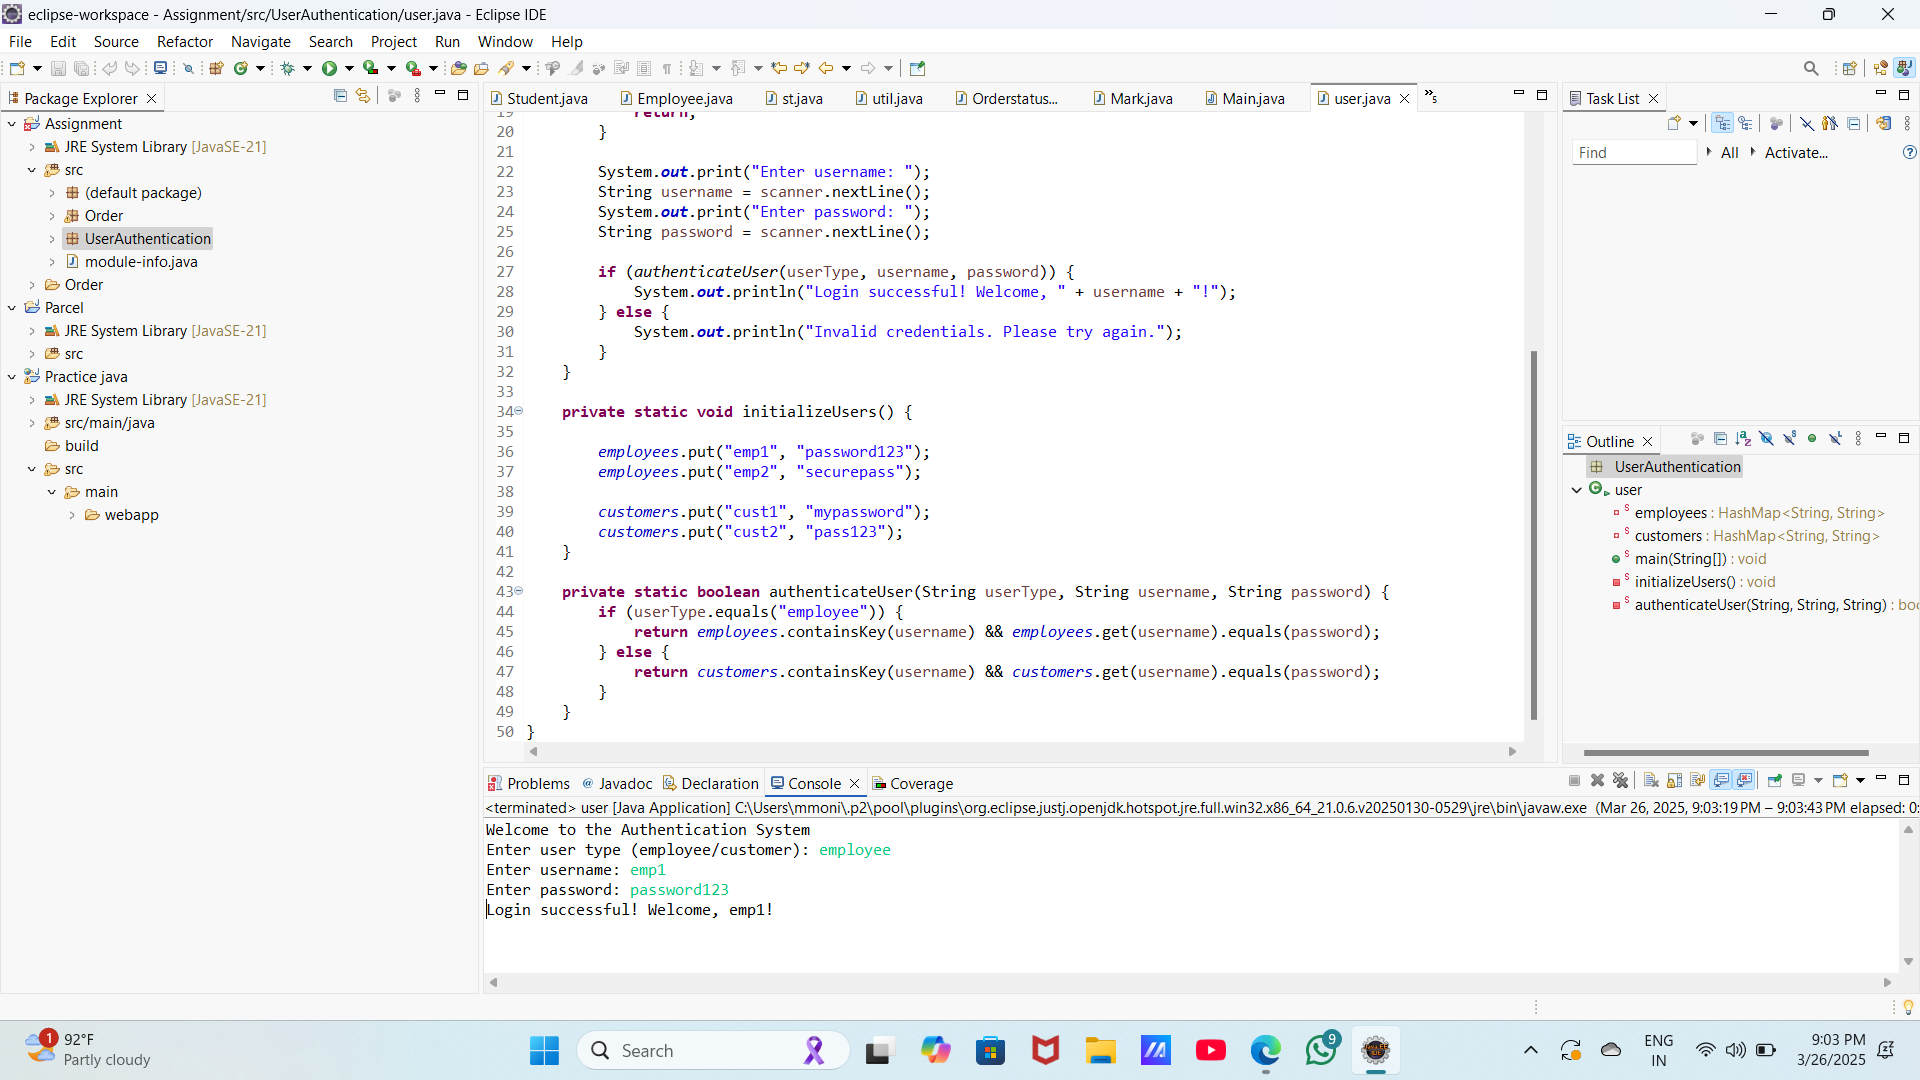 eclipse-workspace - Assignment/src/UserAuthentication/user.java - Eclipse IDE
File Edit Source Refactor Navigate Search Project Run Window Help
Package Explorer
Assignment
JRE System Library [JavaSE-21]
src
(default package)
Order
UserAuthentication
module-info.java
Order
Parcel
JRE System Library [JavaSE-21]
src
Practice java
JRE System Library [JavaSE-21]
src/main/java
build
src
main
webapp
Student.java Employee.java st.java util.java Orderstatus... Mark.java Main.java user.java »5
19 return;
20 }
21
22 System.out.print("Enter username: ");
23 String username = scanner.nextLine();
24 System.out.print("Enter password: ");
25 String password = scanner.nextLine();
26
27 if (authenticateUser(userType, username, password)) {
28 System.out.println("Login successful! Welcome, " + username + "!");
29 } else {
30 System.out.println("Invalid credentials. Please try again.");
31 }
32 }
33
34 private static void initializeUsers() {
35
36 employees.put("emp1", "password123");
37 employees.put("emp2", "securepass");
38
39 customers.put("cust1", "mypassword");
40 customers.put("cust2", "pass123");
41 }
42
43 private static boolean authenticateUser(String userType, String username, String password) {
44 if (userType.equals("employee")) {
45 return employees.containsKey(username) && employees.get(username).equals(password);
46 } else {
47 return customers.containsKey(username) && customers.get(username).equals(password);
48 }
49 }
50 }
Task List
Find All Activate...
Outline
UserAuthentication
user
employees : HashMap<String, String>
customers : HashMap<String, String>
main(String[]) : void
initializeUsers() : void
authenticateUser(String, String, String) : boo
Problems Javadoc Declaration Console Coverage
<terminated> user [Java Application] C:\Users\mmoni\.p2\pool\plugins\org.eclipse.justj.openjdk.hotspot.jre.full.win32.x86_64_21.0.6.v20250130-0529\jre\bin\javaw.exe (Mar 26, 2025, 9:03:19 PM – 9:03:43 PM elapsed: 0:
Welcome to the Authentication System
Enter user type (employee/customer): employee
Enter username: emp1
Enter password: password123
Login successful! Welcome, emp1!
1
92°F
Partly cloudy
Search
9
ENG
IN
9:03 PM
3/26/2025